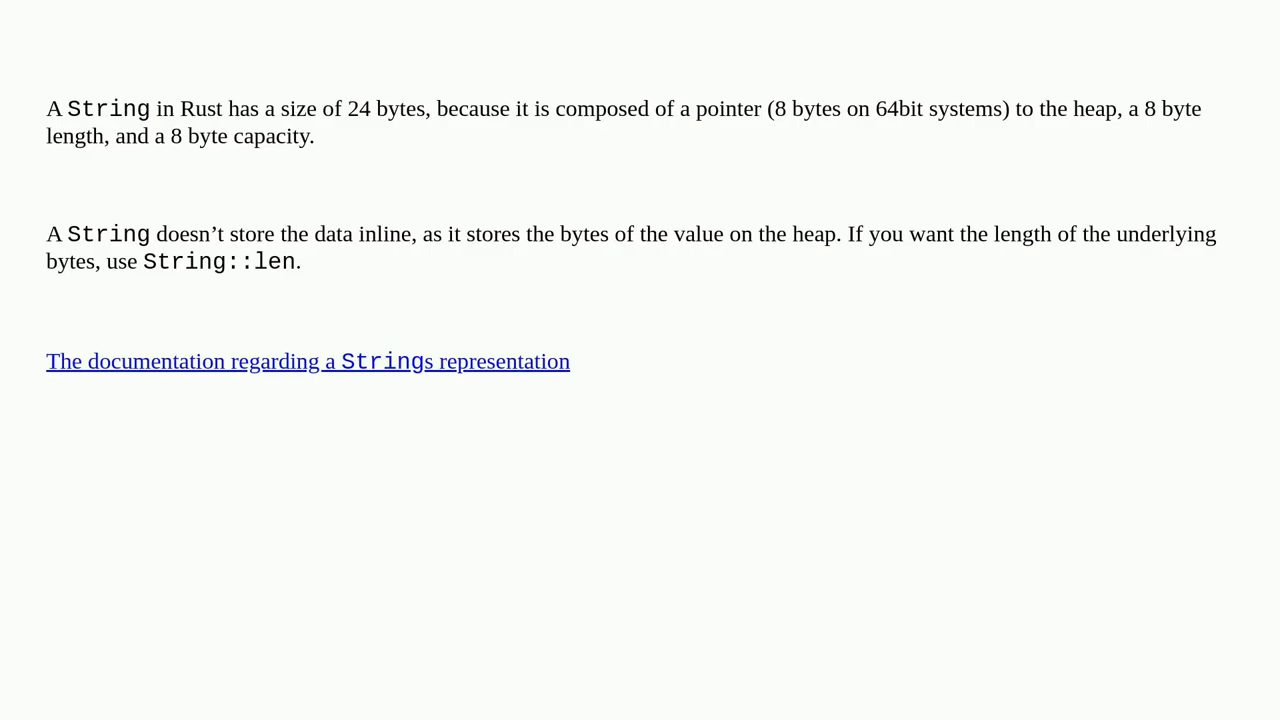 A String in Rust has a size of 24 bytes, because it is composed of a pointer (8 bytes on 64bit systems) to the heap, a 8 byte
length, and a 8 byte capacity.
A String doesn’t store the data inline, as it stores the bytes of the value on the heap. If you want the length of the underlying
bytes, use String::len.
The documentation regarding a Strings representation